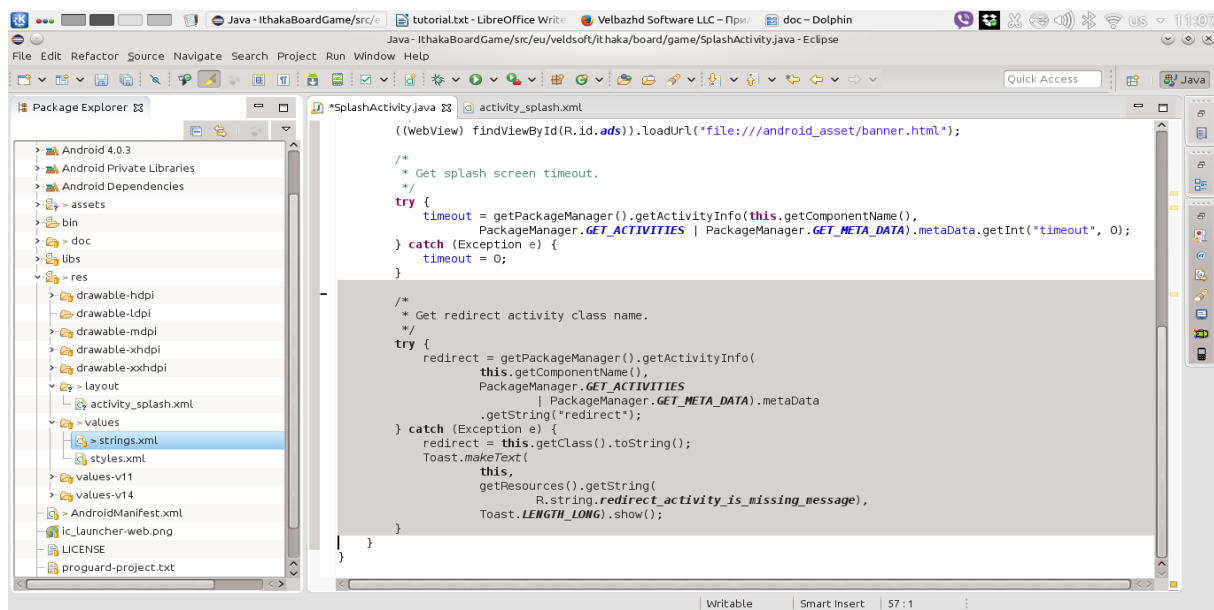 Java - IthakaBoardGame/src/e
tutorial.txt - LibreOffice Write
Velbazhd Software LLC – При
doc – Dolphin
US
11:07
Java - IthakaBoardGame/src/eu/veldsoft/ithaka/board/game/SplashActivity.java - Eclipse
File Edit Refactor Source Navigate Search Project Run Window Help
Quick Access
Java
Package Explorer
*SplashActivity.java
activity_splash.xml
Android 4.0.3
Android Private Libraries
Android Dependencies
> assets
bin
> doc
libs
> res
drawable-hdpi
drawable-ldpi
drawable-mdpi
drawable-xhdpi
drawable-xxhdpi
> layout
activity_splash.xml
> values
> strings.xml
styles.xml
values-v11
values-v14
> AndroidManifest.xml
ic_launcher-web.png
LICENSE
proguard-project.txt
((WebView) findViewById(R.id.ads)).loadUrl("file:///android_asset/banner.html");
/*
* Get splash screen timeout.
*/
try {
timeout = getPackageManager().getActivityInfo(this.getComponentName(),
PackageManager.GET_ACTIVITIES | PackageManager.GET_META_DATA).metaData.getInt("timeout", 0);
} catch (Exception e) {
timeout = 0;
}
/*
* Get redirect activity class name.
*/
try {
redirect = getPackageManager().getActivityInfo(
this.getComponentName(),
PackageManager.GET_ACTIVITIES
| PackageManager.GET_META_DATA).metaData
.getString("redirect");
} catch (Exception e) {
redirect = this.getClass().toString();
Toast.makeText(
this,
getResources().getString(
R.string.redirect_activity_is_missing_message),
Toast.LENGTH_LONG).show();
}
}
}
Writable
Smart Insert
57 : 1